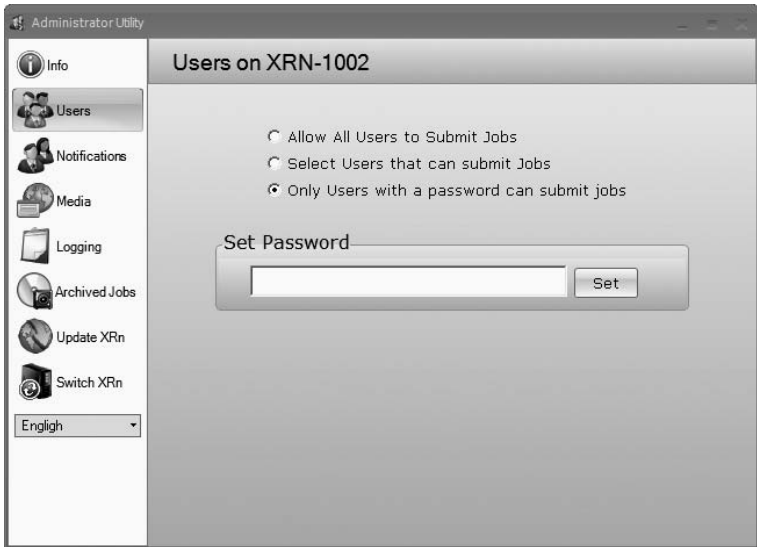 Administrator Utility
Info
Users
Notifications
Media
Logging
Archived Jobs
Update XRn
Switch XRn
Engligh
Users on XRN-1002
Allow All Users to Submit Jobs
Select Users that can submit Jobs
Only Users with a password can submit jobs
Set Password
Set